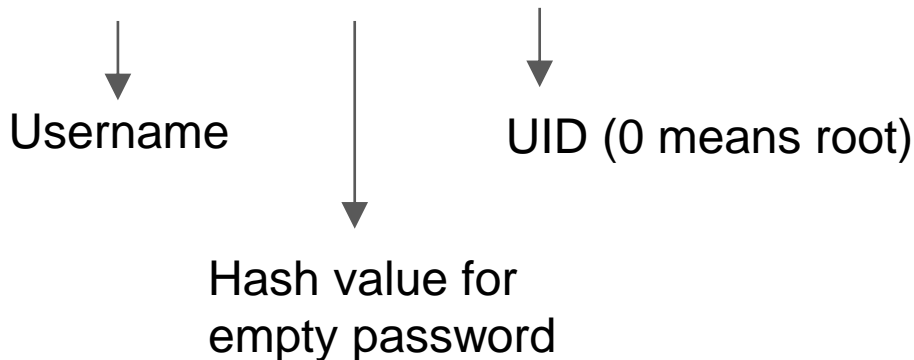 Username
UID (0 means root)
Hash value for
empty password